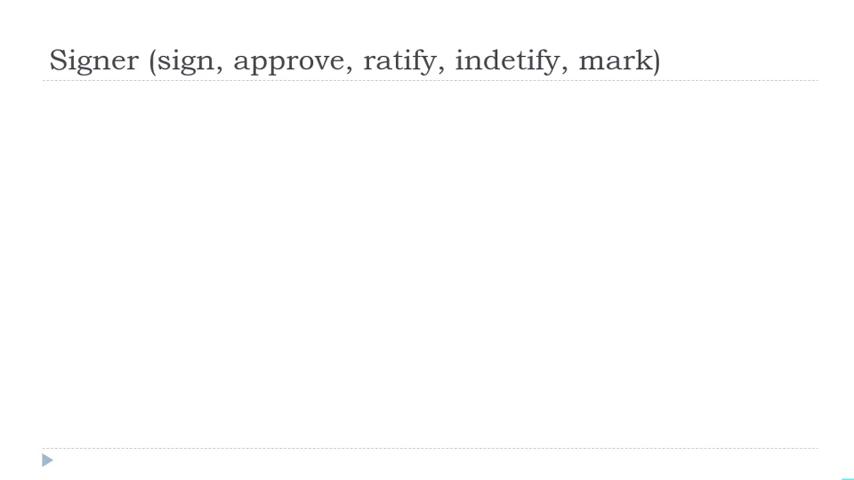 Signer (sign, approve, ratify, indetify, mark)